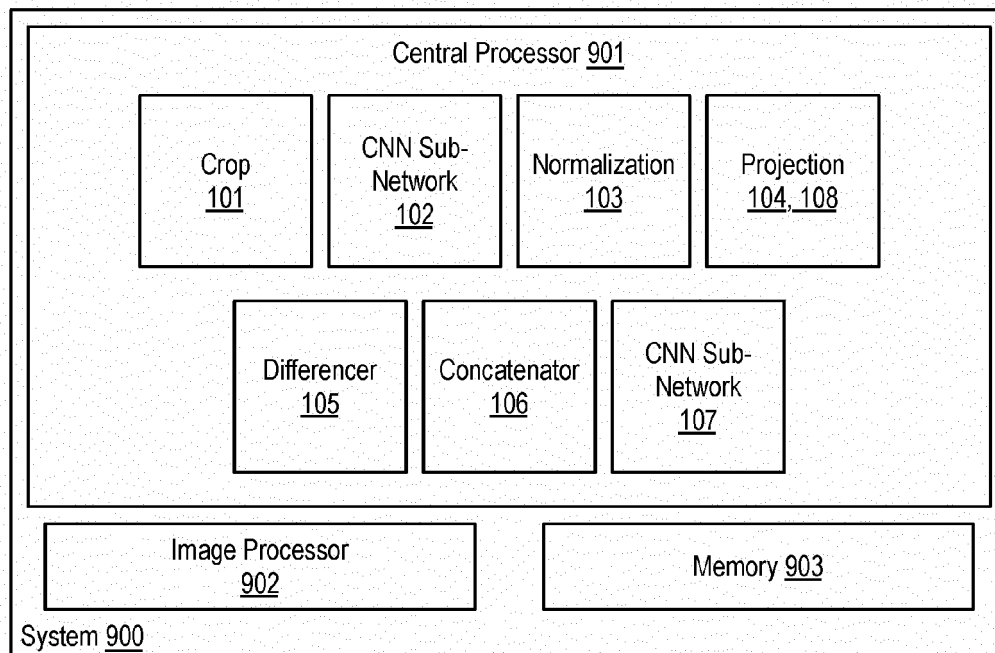 Central Processor 901
Crop
101
CNN Sub-
Network
102
Normalization
103
Projection
104, 108
Differencer
105
Concatenator
106
CNN Sub-
Network
107
Image Processor
902
Memory 903
System 900